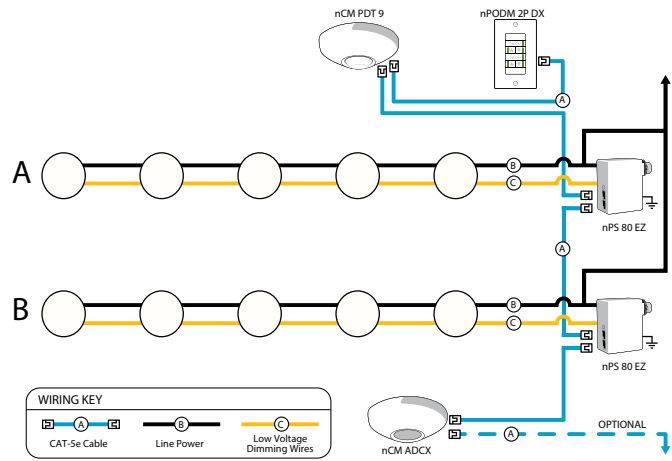 nCM PDT 9
nPODM 2P DX
A
A
B
C
nPS 80 EZ
A
B
B
C
nPS 80 EZ
WIRING KEY
A
B
C
CAT-5e Cable
Line Power
Low Voltage
Dimming Wires
nCM ADCX
A
OPTIONAL